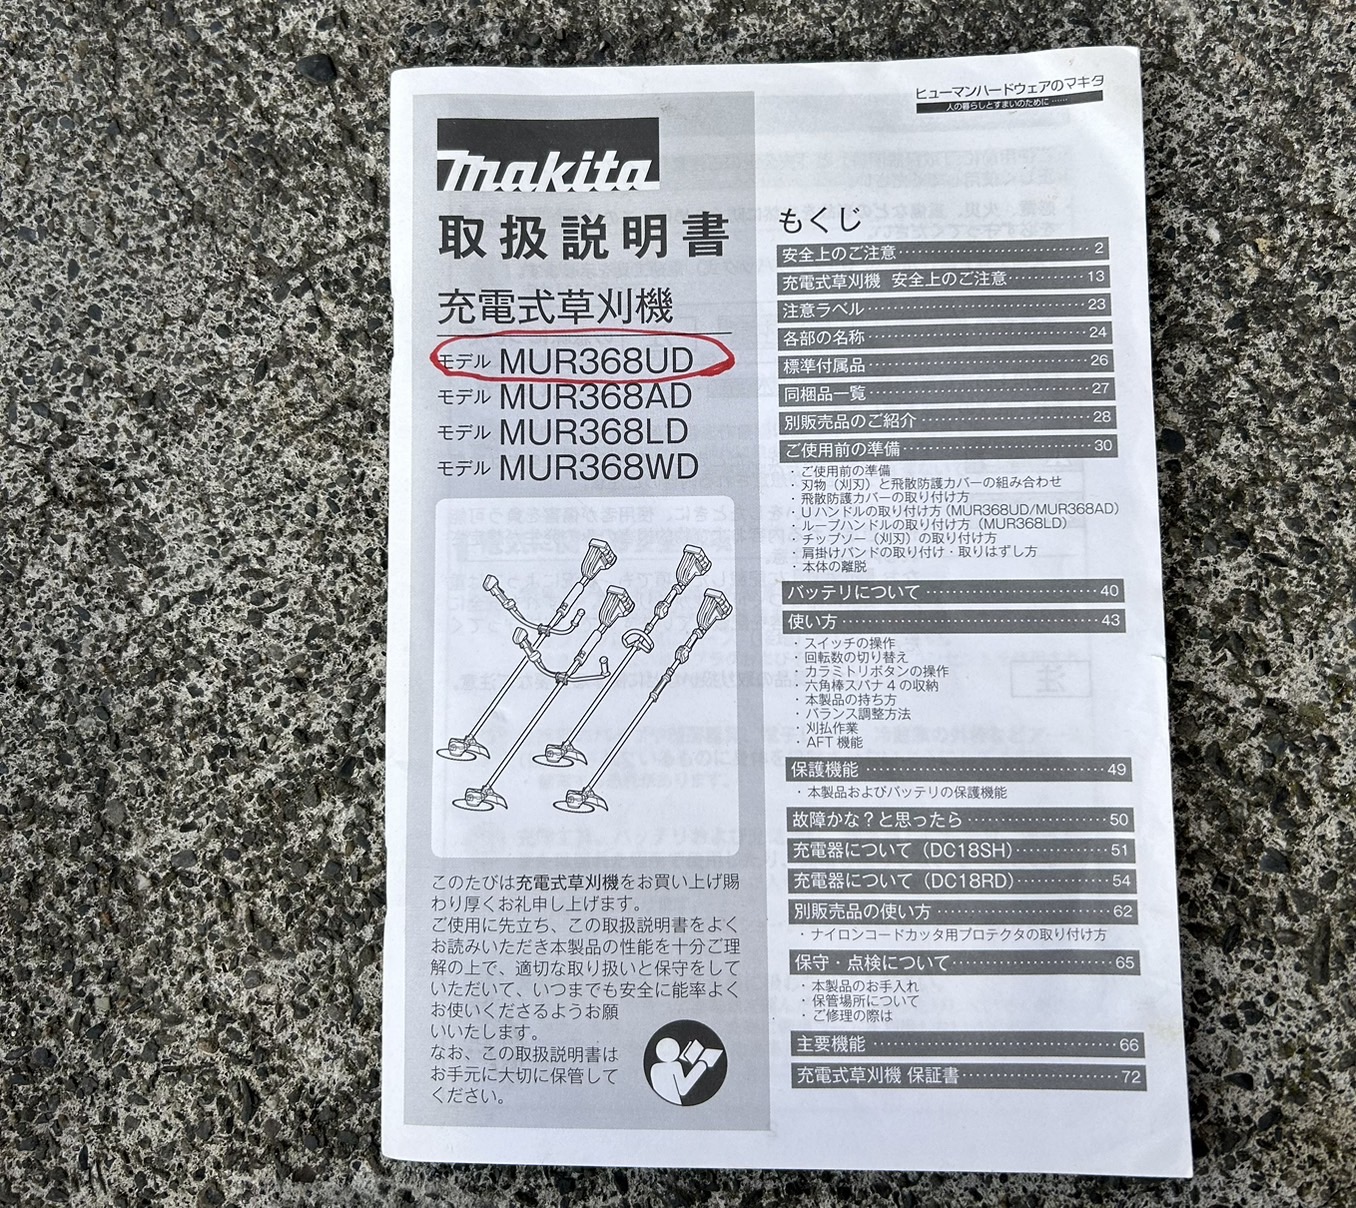 ヒューマンハードウェアのマキタ
人の暮らしとすまいのために……
makita
取扱説明書
充電式草刈機
モデル MUR368UD
モデル MUR368AD
モデル MUR368LD
モデル MUR368WD
このたびは充電式草刈機をお買い上げ賜
わり厚くお礼申し上げます。
ご使用に先立ち、この取扱説明書をよく
お読みいただき本製品の性能を十分ご理
解の上で、適切な取り扱いと保守をして
いただいて、いつまでも安全に能率よく
お使いくださるようお願
いいたします。
なお、この取扱説明書は
お手元に大切に保管して
ください。
もくじ
安全上のご注意 2
充電式草刈機 安全上のご注意 13
注意ラベル 23
各部の名称 24
標準付属品 26
同梱品一覧 27
別販売品のご紹介 28
ご使用前の準備 30
・ご使用前の準備
・刃物（刈刃）と飛散防護カバーの組み合わせ
・飛散防護カバーの取り付け方
・Uハンドルの取り付け方（MUR368UD/MUR368AD）
・ループハンドルの取り付け方（MUR368LD）
・チップソー（刈刃）の取り付け方
・肩掛けバンドの取り付け・取りはずし方
・本体の離脱
バッテリについて 40
使い方 43
・スイッチの操作
・回転数の切り替え
・カラミトリボタンの操作
・六角棒スパナ4の収納
・本製品の持ち方
・バランス調整方法
・刈払作業
・AFT機能
保護機能 49
・本製品およびバッテリの保護機能
故障かな？と思ったら 50
充電器について（DC18SH） 51
充電器について（DC18RD） 54
別販売品の使い方 62
・ナイロンコードカッタ用プロテクタの取り付け方
保守・点検について 65
・本製品のお手入れ
・保管場所について
・ご修理の際は
主要機能 66
充電式草刈機 保証書 72